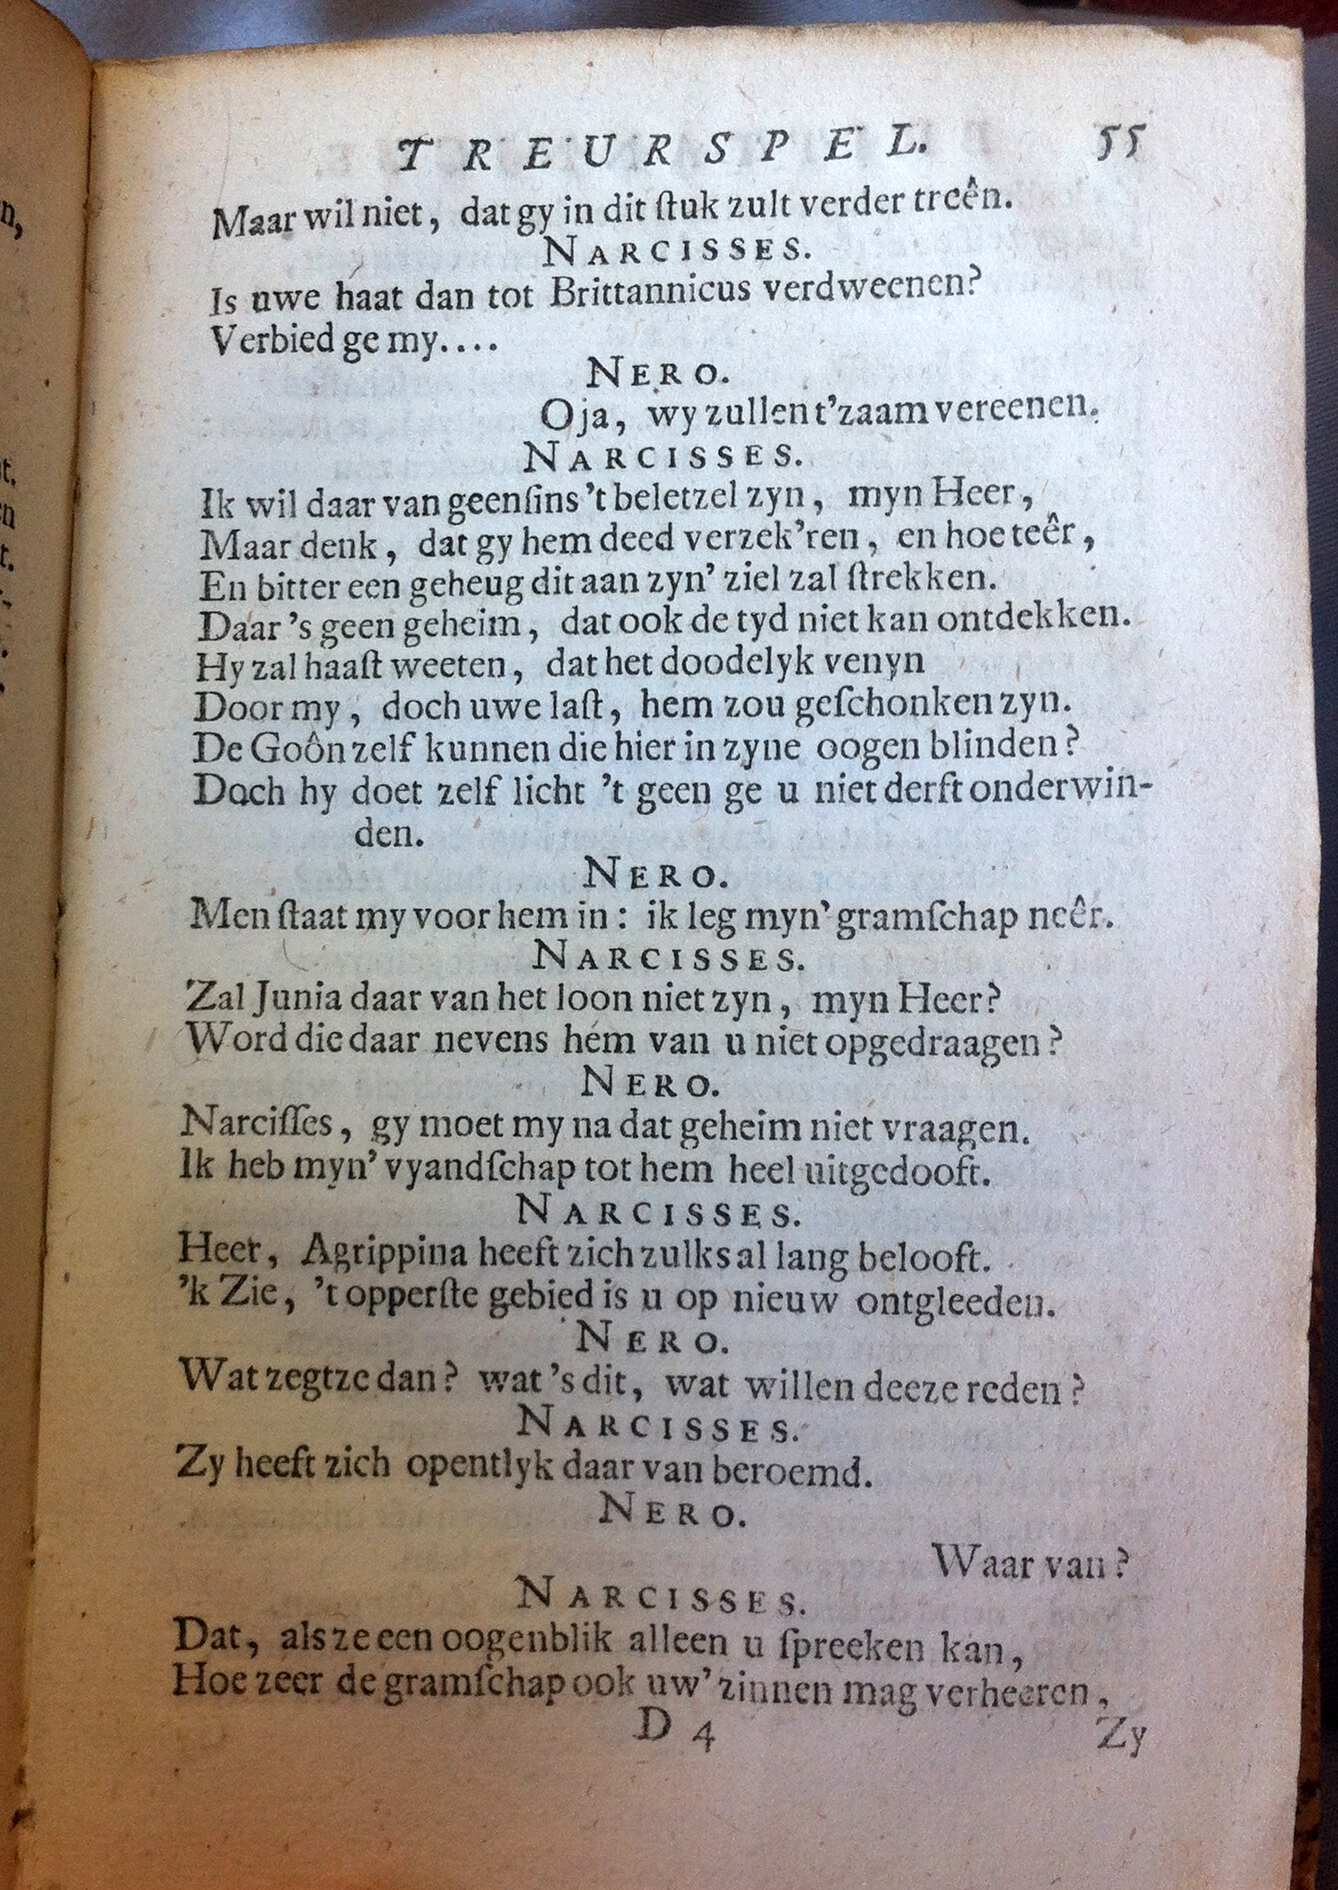 TREURSPEL. 55
Maar wil niet, dat gy in dit ſtuk zult verder treên.
NARCISSES.
Is uwe haat dan tot Brittannicus verdweenen?
Verbied ge my....
NERO.
Oja, wy zullen t'zaam vereenen.
NARCISSES.
Ik wil daar van geenſins 't beletzel zyn, myn Heer,
Maar denk, dat gy hem deed verzek'ren, en hoe teêr,
En bitter een geheug dit aan zyn' ziel zal ſtrekken.
Daar 's geen geheim, dat ook de tyd niet kan ontdekken.
Hy zal haaſt weeten, dat het doodelyk venyn
Door my, doch uwe laſt, hem zou geſchonken zyn.
De Goôn zelf kunnen die hier in zyne oogen blinden?
Doch hy doet zelf licht 't geen ge u niet derft onderwin-
den.
NERO.
Men ſtaat my voor hem in: ik leg myn' gramſchap neêr.
NARCISSES.
Zal Junia daar van het loon niet zyn, myn Heer?
Word die daar nevens hem van u niet opgedraagen?
NERO.
Narciſſes, gy moet my na dat geheim niet vraagen.
Ik heb myn' vyandſchap tot hem heel uitgedooft.
NARCISSES.
Heer, Agrippina heeft zich zulks al lang belooft.
'k Zie, 't opperſte gebied is u op nieuw ontgleeden.
NERO.
Wat zegtze dan? wat 's dit, wat willen deeze reden?
NARCISSES.
Zy heeft zich opentlyk daar van beroemd.
NERO.
Waar van?
NARCISSES.
Dat, als ze een oogenblik alleen u ſpreeken kan,
Hoe zeer de gramſchap ook uw' zinnen mag verheeren,
D 4 Zy